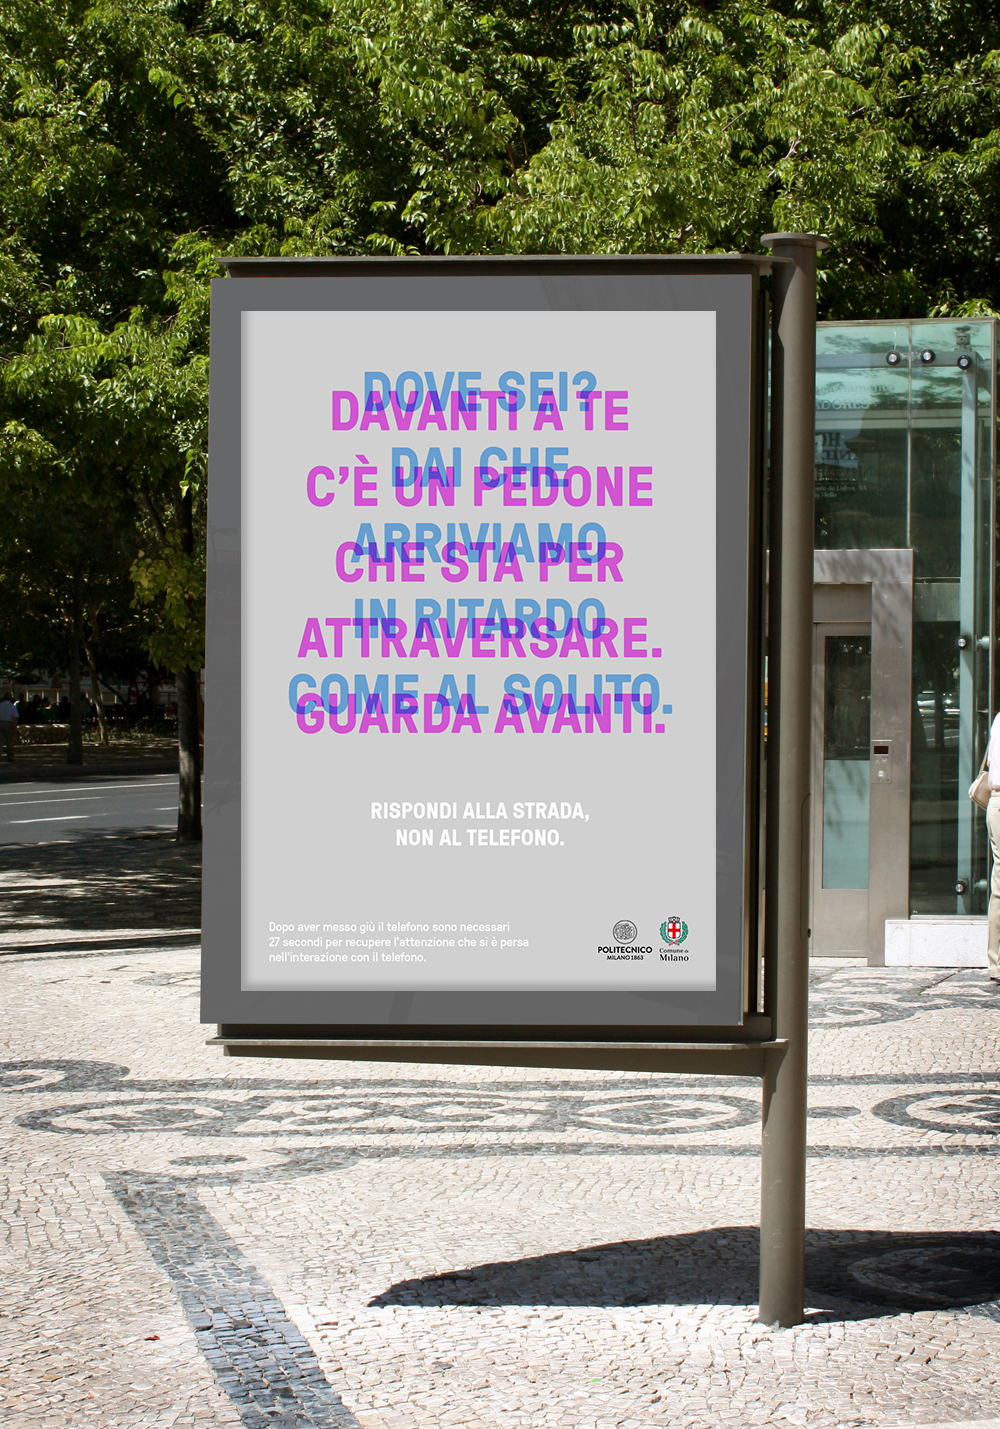 DOVE SEI?
DAVANTI A TE
DAI CHE
C'È UN PEDONE
ARRIVIAMO
CHE STA PER
IN RITARDO
ATTRAVERSARE.
COME AL SOLITO.
GUARDA AVANTI.
RISPONDI ALLA STRADA,
NON AL TELEFONO.
Dopo aver messo giù il telefono sono necessari
27 secondi per recupere l'attenzione che si è persa
nell'interazione con il telefono.
POLITECNICO
MILANO 1863
Comune di
Milano